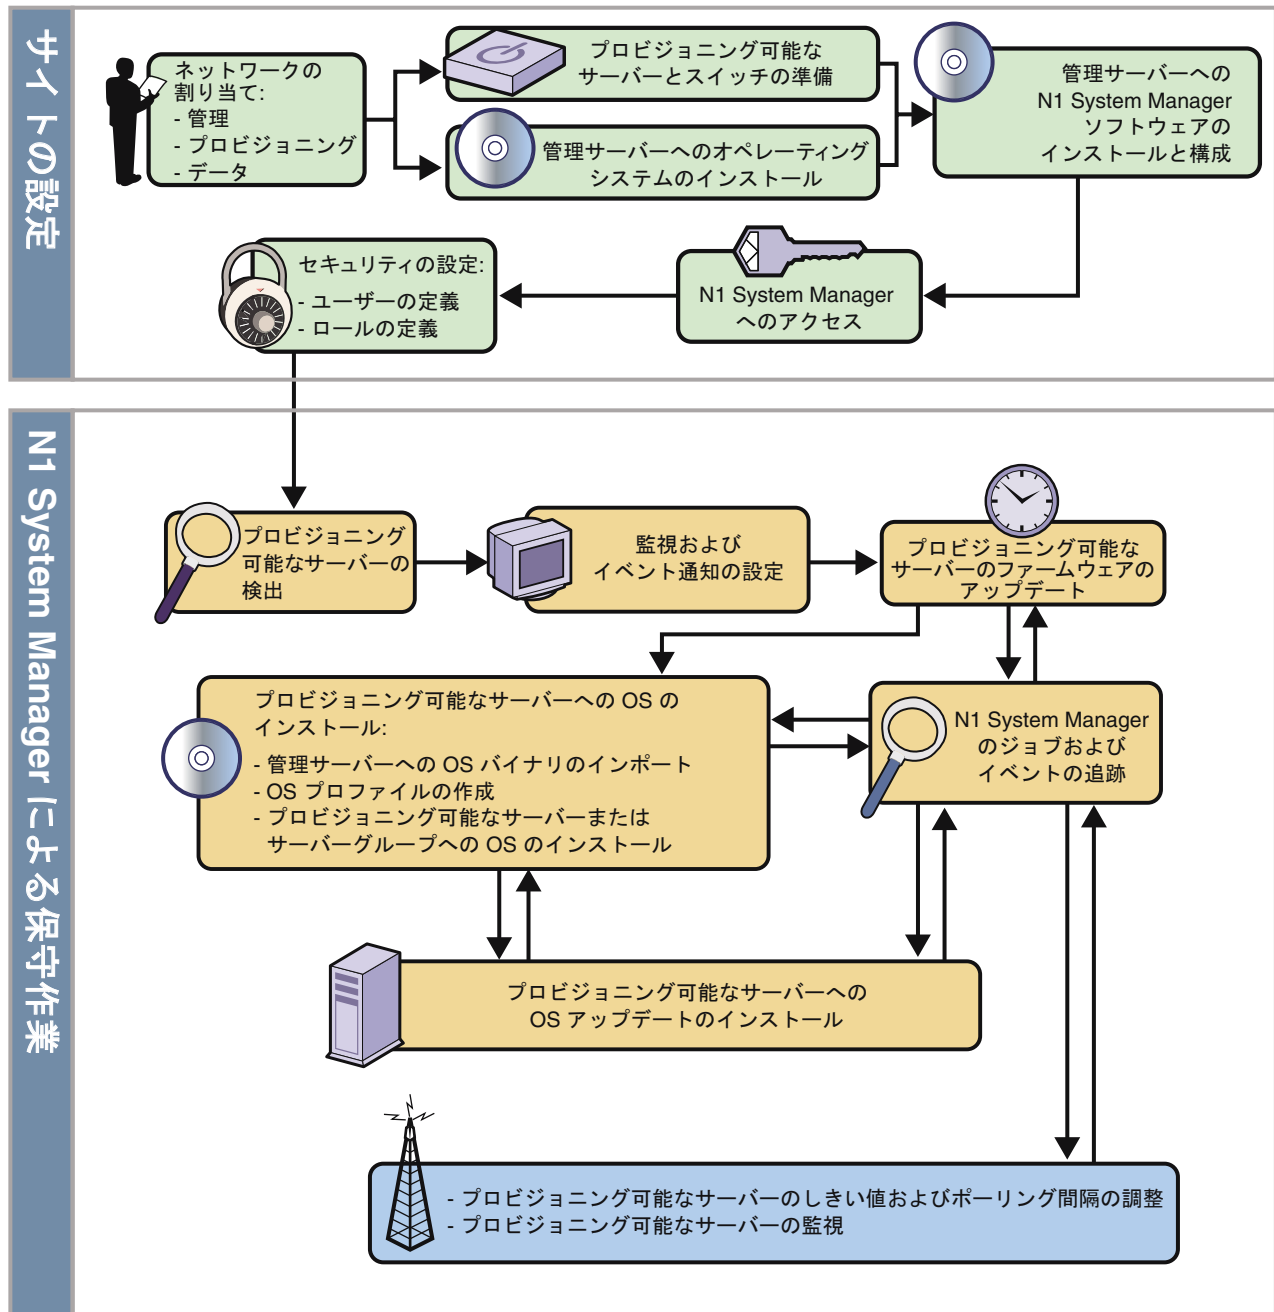 サイトの設定
ネットワークの
割り当て:
- 管理
- プロビジョニング
- データ
プロビジョニング可能な
サーバーとスイッチの準備
管理サーバーへのオペレーティング
システムのインストール
管理サーバーへの
N1 System Manager
ソフトウェアの
インストールと構成
N1 System Manager
へのアクセス
セキュリティの設定:
- ユーザーの定義
- ロールの定義
N1 System Manager による保守作業
プロビジョニング
可能なサーバーの
検出
監視および
イベント通知の設定
プロビジョニング可能な
サーバーのファームウェアの
アップデート
プロビジョニング可能なサーバーへの OS の
インストール:
- 管理サーバーへの OS バイナリのインポート
- OS プロファイルの作成
- プロビジョニング可能なサーバーまたは
サーバーグループへの OS のインストール
N1 System Manager
のジョブおよび
イベントの追跡
プロビジョニング可能なサーバーへの
OS アップデートのインストール
- プロビジョニング可能なサーバーのしきい値およびポーリング間隔の調整
- プロビジョニング可能なサーバーの監視